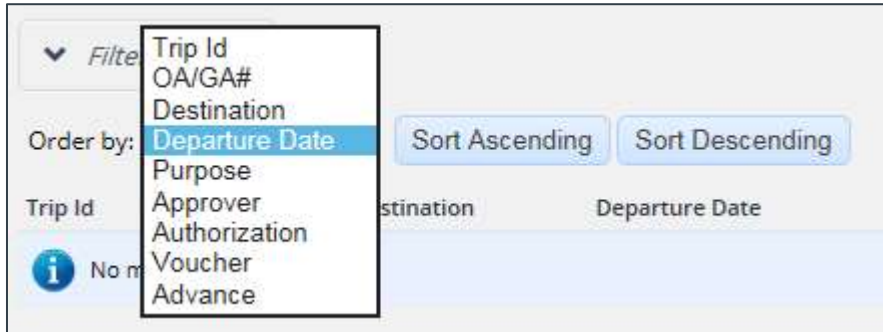 Filte
Trip Id
OA/GA#
Destination
Order by: Departure Date Sort Ascending Sort Descending
Purpose
Trip Id Approver stination Departure Date
Authorization
No m Voucher
Advance